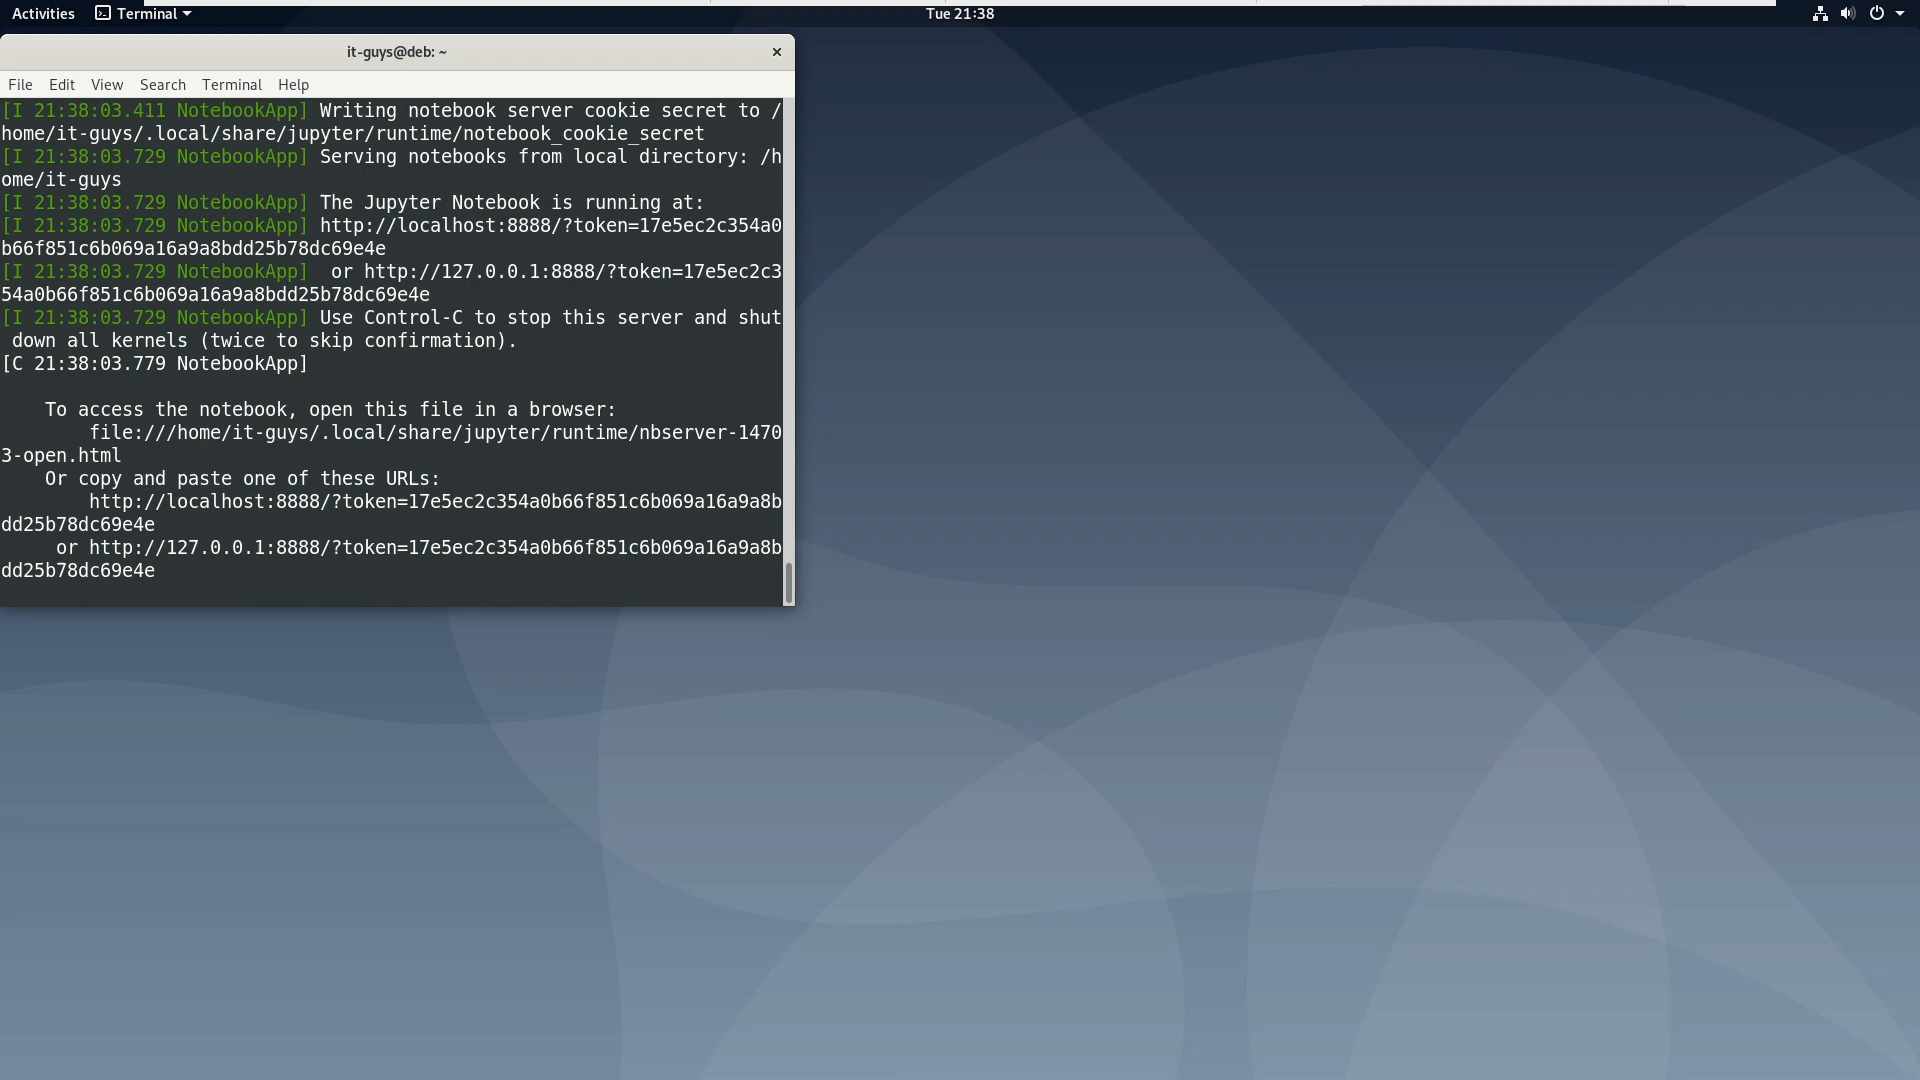 Activities Terminal Tue 21:38
it-guys@deb: ~
File Edit View Search Terminal Help
[I 21:38:03.411 NotebookApp] Writing notebook server cookie secret to /
home/it-guys/.local/share/jupyter/runtime/notebook_cookie_secret
[I 21:38:03.729 NotebookApp] Serving notebooks from local directory: /h
ome/it-guys
[I 21:38:03.729 NotebookApp] The Jupyter Notebook is running at:
[I 21:38:03.729 NotebookApp] http://localhost:8888/?token=17e5ec2c354a0
b66f851c6b069a16a9a8bdd25b78dc69e4e
[I 21:38:03.729 NotebookApp]  or http://127.0.0.1:8888/?token=17e5ec2c3
54a0b66f851c6b069a16a9a8bdd25b78dc69e4e
[I 21:38:03.729 NotebookApp] Use Control-C to stop this server and shut
 down all kernels (twice to skip confirmation).
[C 21:38:03.779 NotebookApp]
    To access the notebook, open this file in a browser:
        file:///home/it-guys/.local/share/jupyter/runtime/nbserver-1470
3-open.html
    Or copy and paste one of these URLs:
        http://localhost:8888/?token=17e5ec2c354a0b66f851c6b069a16a9a8b
dd25b78dc69e4e
     or http://127.0.0.1:8888/?token=17e5ec2c354a0b66f851c6b069a16a9a8b
dd25b78dc69e4e